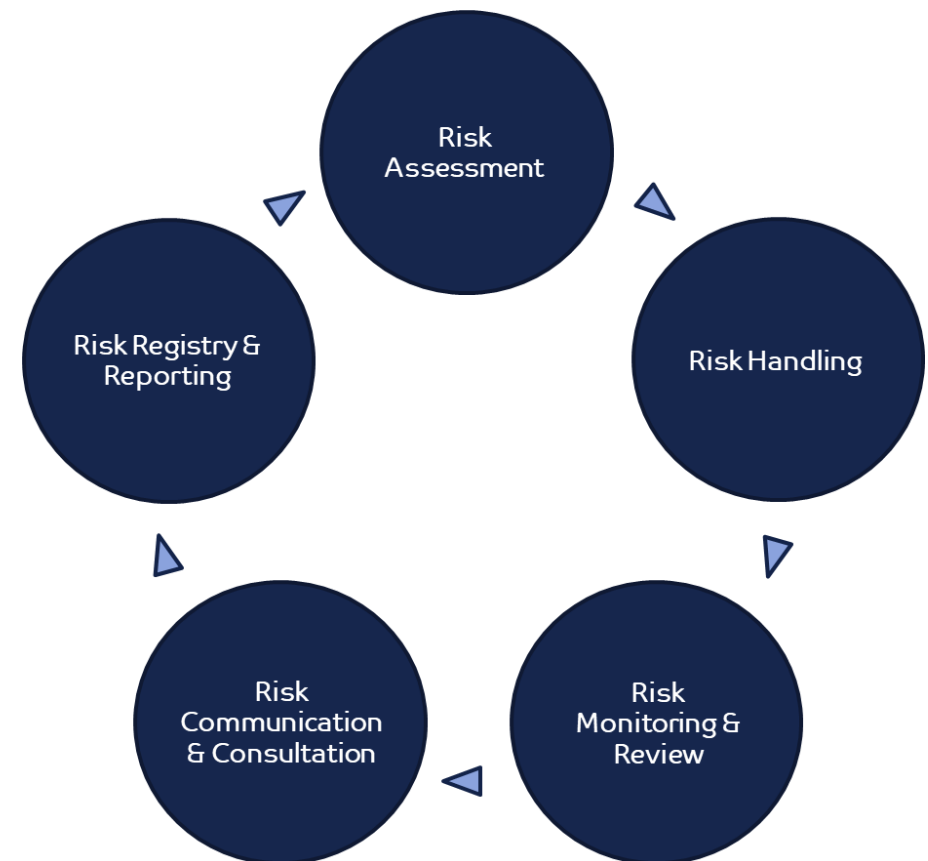 Risk
Assessment
Risk Handling
Risk
Monitoring &
Review
Risk
Communication
& Consultation
Risk Registry &
Reporting